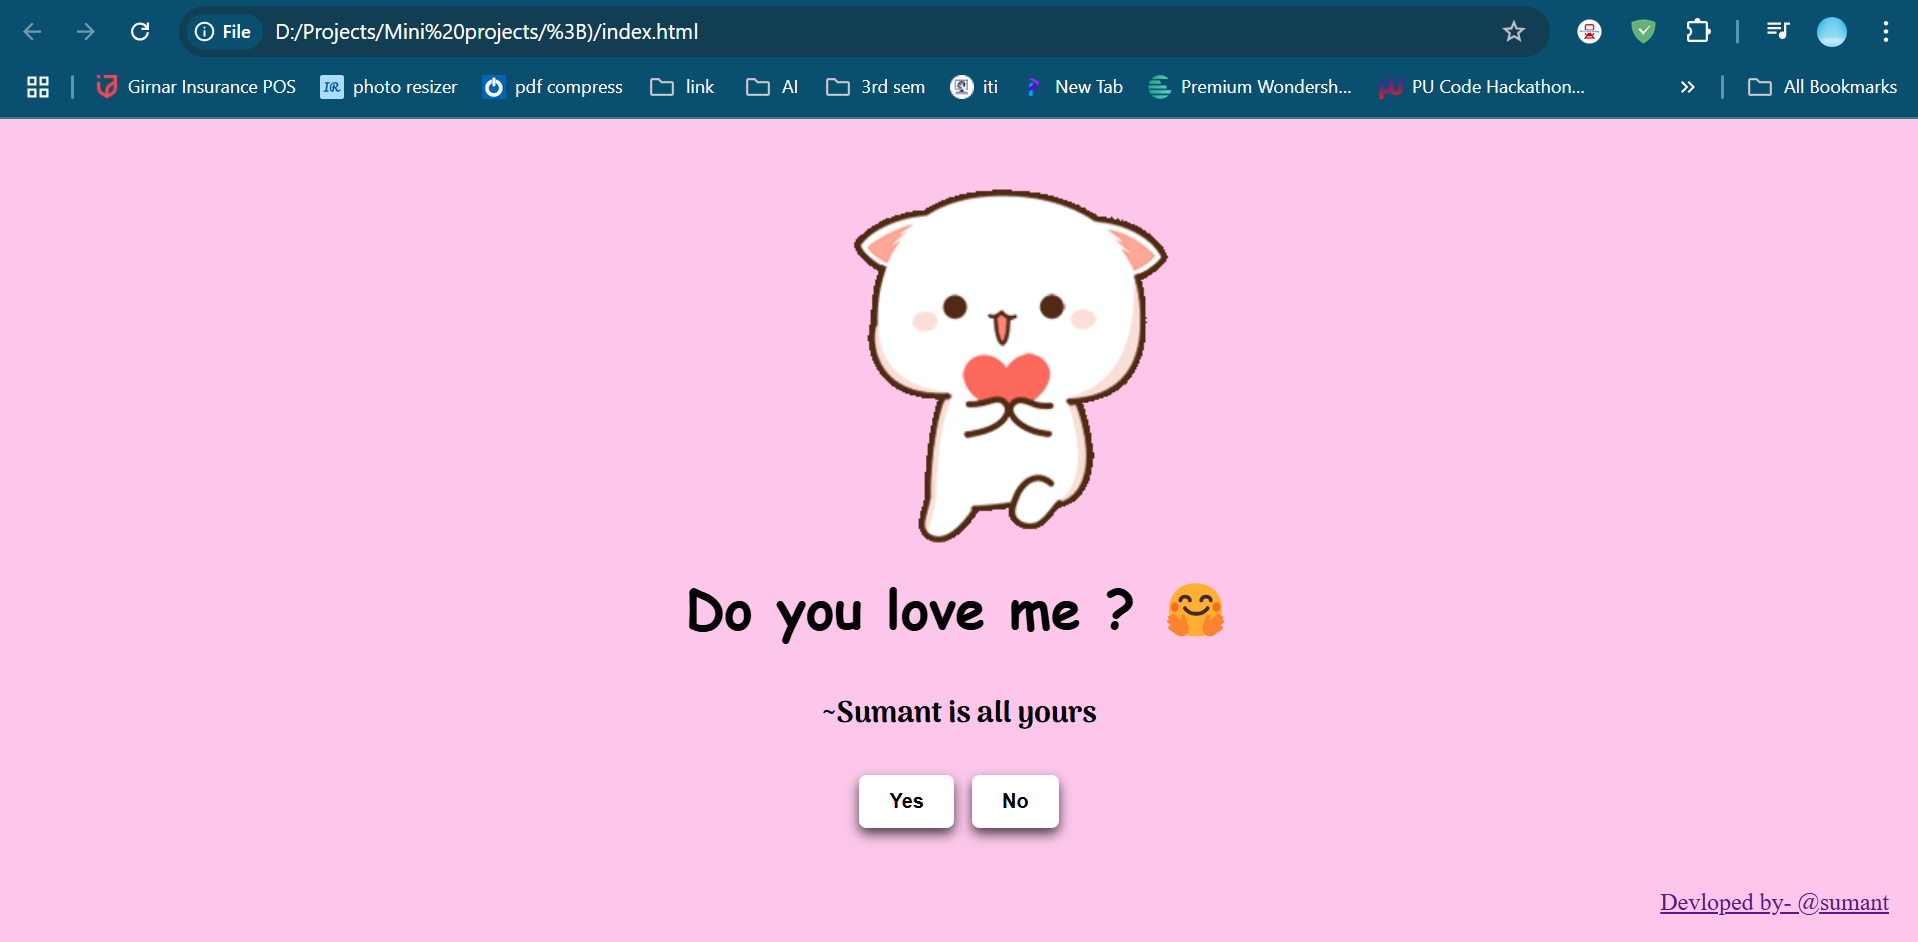 File D:/Projects/Mini%20projects/%3B)/index.html
Girnar Insurance POS IR photo resizer pdf compress link AI 3rd sem iti New Tab Premium Wondersh... PU PU Code Hackathon... » All Bookmarks
Do you love me ? 🤗
~Sumant is all yours
Yes No
Devloped by- @sumant